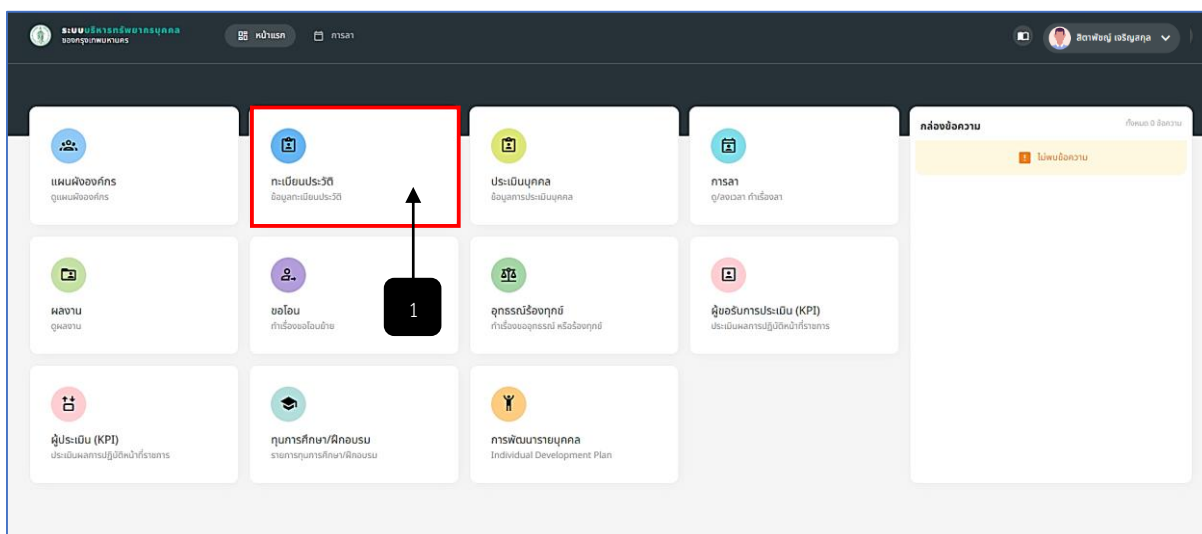 ระบบบริหารทรัพยากรบุคคล
ของกรุงเทพมหานคร
หน้าแรก
การลา
สิตาพัชญ์ เจริญสกุล
แผนผังองค์กร
ดูแผนผังองค์กร
ทะเบียนประวัติ
ข้อมูลทะเบียนประวัติ
ประเมินบุคคล
ข้อมูลการประเมินบุคคล
การลา
ดู/ลงเวลา ทำเรื่องลา
กล่องข้อความ
ทั้งหมด 0 ข้อความ
ไม่พบข้อความ
ผลงาน
ดูผลงาน
ขอโอน
ทำเรื่องขอโอนย้าย
1
อุทธรณ์ร้องทุกข์
ทำเรื่องขออุทธรณ์ หรือร้องทุกข์
ผู้ขอรับการประเมิน (KPI)
ประเมินผลการปฏิบัติหน้าที่ราชการ
ผู้ประเมิน (KPI)
ประเมินผลการปฏิบัติหน้าที่ราชการ
ทุนการศึกษา/ฝึกอบรม
รายการทุนการศึกษา/ฝึกอบรม
การพัฒนารายบุคคล
Individual Development Plan